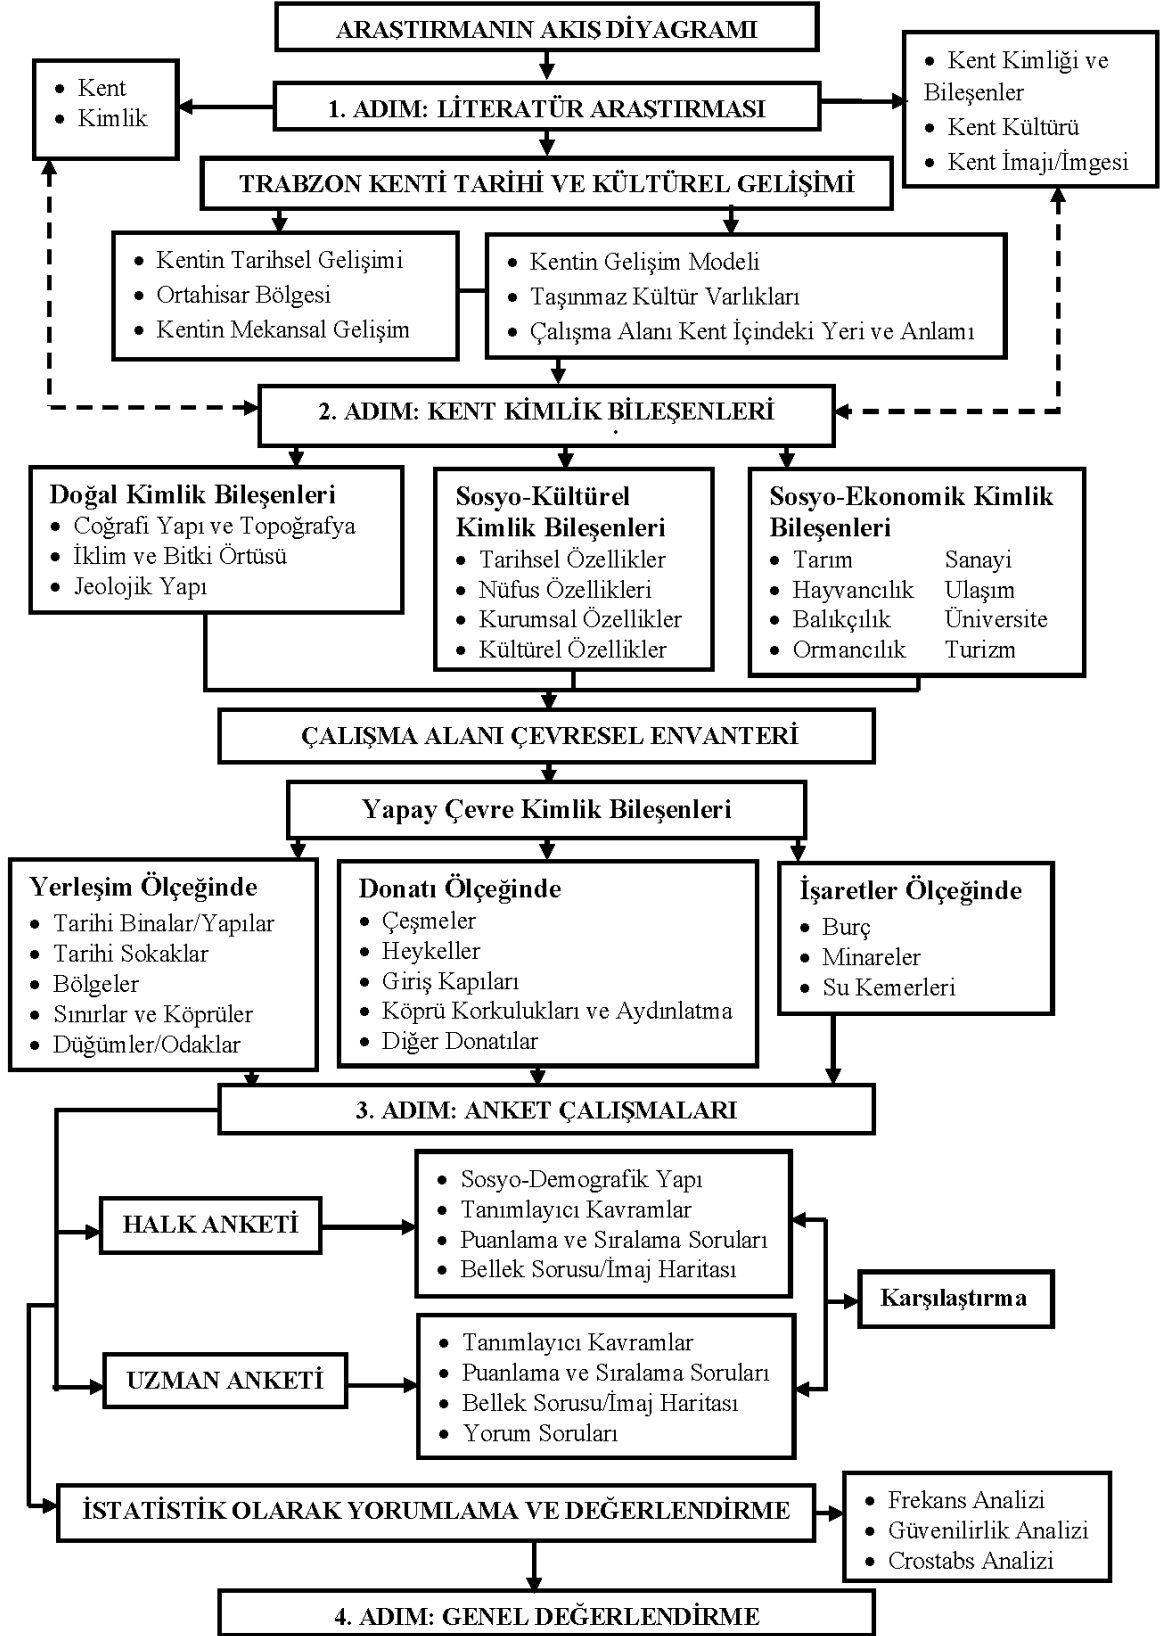 ARAŞTIRMANIN AKIŞ DİYAGRAMI
• Kent
• Kimlik
1. ADIM: LİTERATÜR ARAŞTIRMASI
• Kent Kimliği ve
Bileşenler
• Kent Kültürü
• Kent İmajı/İmgesi
TRABZON KENTİ TARİHİ VE KÜLTÜREL GELİŞİMİ
• Kentin Tarihsel Gelişimi
• Ortahisar Bölgesi
• Kentin Mekansal Gelişim
• Kentin Gelişim Modeli
• Taşınmaz Kültür Varlıkları
• Çalışma Alanı Kent İçindeki Yeri ve Anlamı
2. ADIM: KENT KİMLİK BİLEŞENLERİ
Doğal Kimlik Bileşenleri
• Coğrafi Yapı ve Topoğrafya
• İklim ve Bitki Örtüsü
• Jeolojik Yapı
Sosyo-Kültürel
Kimlik Bileşenleri
• Tarihsel Özellikler
• Nüfus Özellikleri
• Kurumsal Özellikler
• Kültürel Özellikler
Sosyo-Ekonomik Kimlik
Bileşenleri
• Tarım Sanayi
• Hayvancılık Ulaşım
• Balıkçılık Üniversite
• Ormancılık Turizm
ÇALIŞMA ALANI ÇEVRESEL ENVANTERİ
Yapay Çevre Kimlik Bileşenleri
Yerleşim Ölçeğinde
• Tarihi Binalar/Yapılar
• Tarihi Sokaklar
• Bölgeler
• Sınırlar ve Köprüler
• Düğümler/Odaklar
Donatı Ölçeğinde
• Çeşmeler
• Heykeller
• Giriş Kapıları
• Köprü Korkulukları ve Aydınlatma
• Diğer Donatılar
İşaretler Ölçeğinde
• Burç
• Minareler
• Su Kemerleri
3. ADIM: ANKET ÇALIŞMALARI
HALK ANKETİ
• Sosyo-Demografik Yapı
• Tanımlayıcı Kavramlar
• Puanlama ve Sıralama Soruları
• Bellek Sorusu/İmaj Haritası
Karşılaştırma
UZMAN ANKETİ
• Tanımlayıcı Kavramlar
• Puanlama ve Sıralama Soruları
• Bellek Sorusu/İmaj Haritası
• Yorum Soruları
İSTATİSTİK OLARAK YORUMLAMA VE DEĞERLENDİRME
• Frekans Analizi
• Güvenilirlik Analizi
• Crostabs Analizi
4. ADIM: GENEL DEĞERLENDİRME